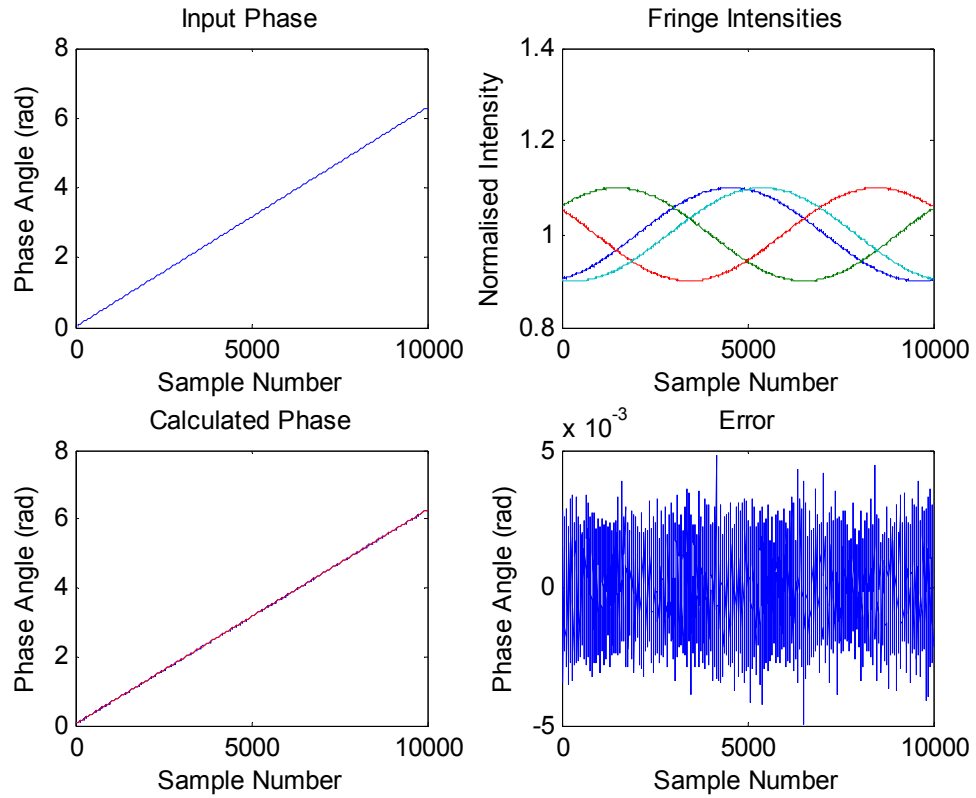 Input Phase
8
6
4
2
0
Phase Angle (rad)
0 5000 10000
Sample Number
Fringe Intensities
1.4
1.2
1
0.8
Normalised Intensity
0 5000 10000
Sample Number
Calculated Phase
8
6
4
2
0
Phase Angle (rad)
0 5000 10000
Sample Number
Error
x 10^-3
5
0
-5
Phase Angle (rad)
0 5000 10000
Sample Number